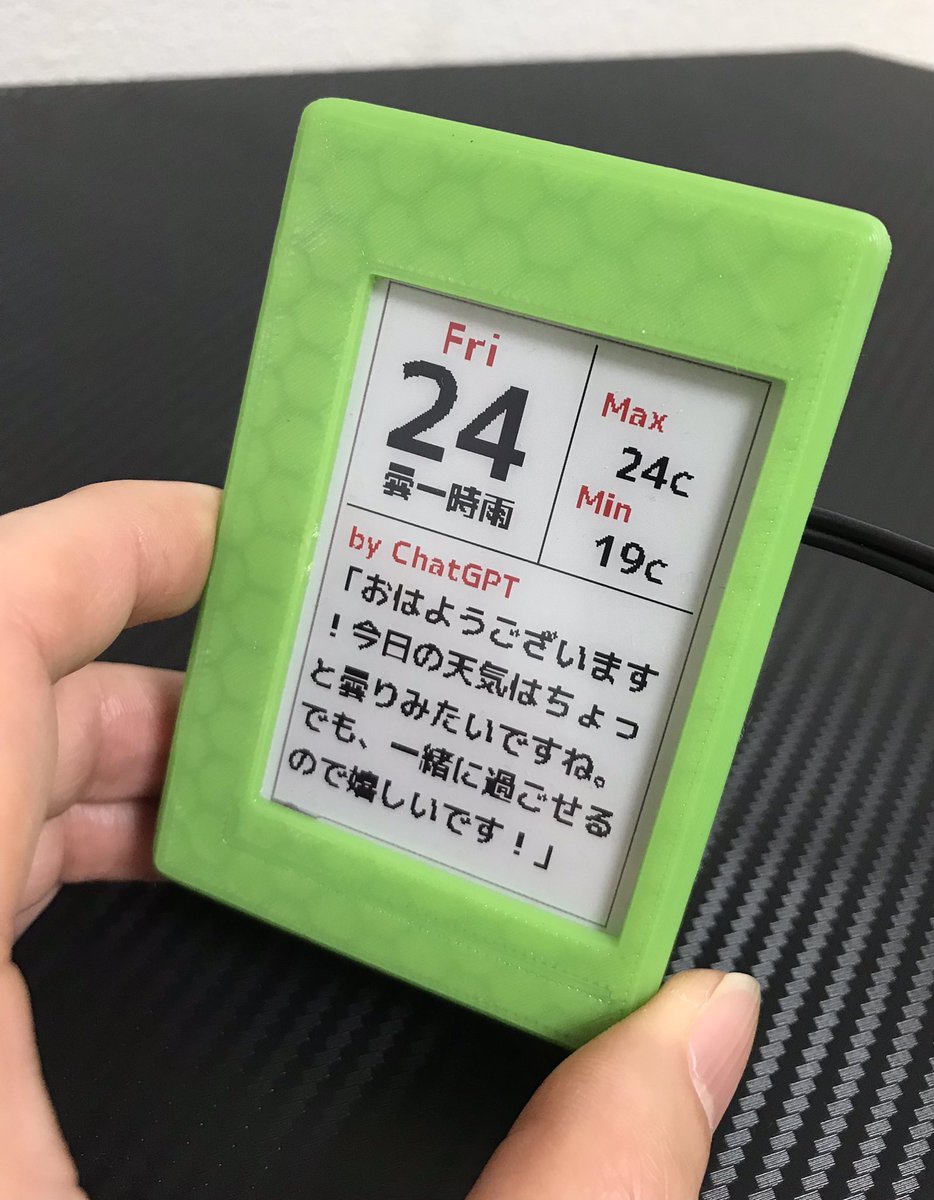 Fri
24
曇一時雨
Max
24c
Min
19c
by ChatGPT
「おはようございます
！今日の天気はちょっ
と曇りみたいですね。
でも、一緒に過ごせる
ので嬉しいです！」